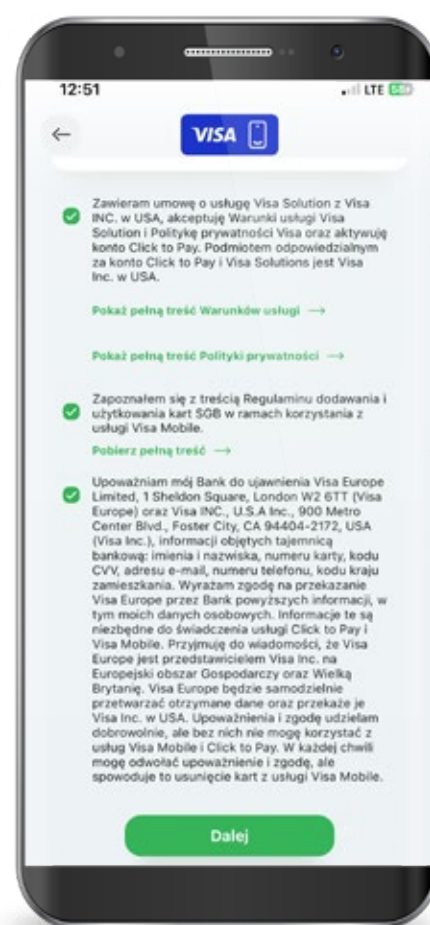 12:51
LTE
VISA
Zawieram umowę o usługę Visa Solution z Visa
INC. w USA, akceptuję Warunki usługi Visa
Solution i Politykę prywatności Visa oraz aktywuję
konto Click to Pay. Podmiotem odpowiedzialnym
za konto Click to Pay i Visa Solutions jest Visa
Inc. w USA.
Pokaż pełną treść Warunków usługi →
Pokaż pełną treść Polityki prywatności →
Zapoznałem się z treścią Regulaminu dodawania i
użytkowania kart SGB w ramach korzystania z
usługi Visa Mobile.
Pobierz pełną treść →
Upoważniam mój Bank do ujawnienia Visa Europe
Limited, 1 Sheldon Square, London W2 6TT (Visa
Europe) oraz Visa INC., U.S.A Inc., 900 Metro
Center Blvd., Foster City, CA 94404-2172, USA
(Visa Inc.), informacji objętych tajemnicą
bankową: imienia i nazwiska, numeru karty, kodu
CVV, adresu e-mail, numeru telefonu, kodu kraju
zamieszkania. Wyrażam zgodę na przekazanie
Visa Europe przez Bank powyższych informacji, w
tym moich danych osobowych. Informacje te są
niezbędne do świadczenia usługi Click to Pay i
Visa Mobile. Przyjmuję do wiadomości, że Visa
Europe jest przedstawicielem Visa Inc. na
Europejski obszar Gospodarczy oraz Wielką
Brytanię. Visa Europe będzie samodzielnie
przetwarzać otrzymane dane oraz przekaże je
Visa Inc. w USA. Upoważnienia i zgodę udzielam
dobrowolnie, ale bez nich nie mogę korzystać z
usług Visa Mobile i Click to Pay. W każdej chwili
mogę odwołać upoważnienie i zgodę, ale
spowoduje to usunięcie kart z usługi Visa Mobile.
Dalej